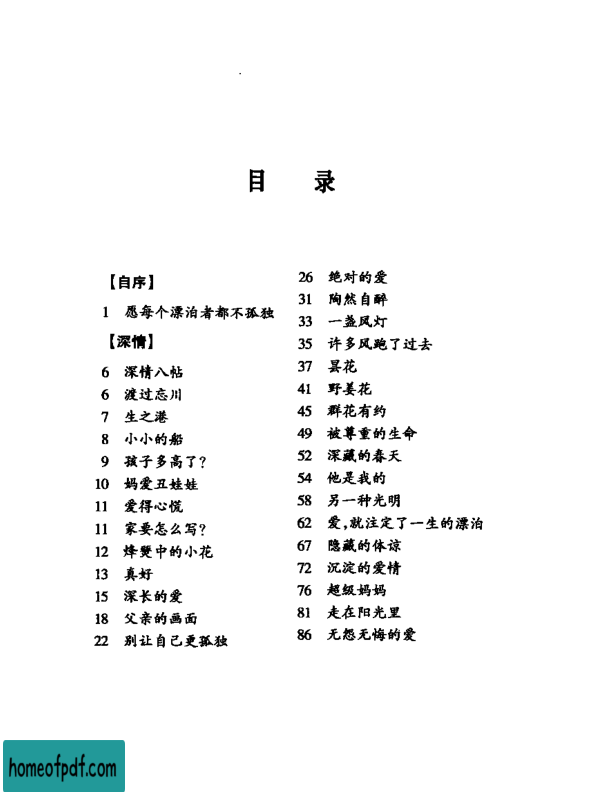 目 录
【自序】
1 愿每个漂泊者都不孤独
【深情】
6 深情八帖
6 渡过忘川
7 生之港
8 小小的船
9 孩子多高了?
10 妈爱丑娃娃
11 爱得心慌
11 家要怎么写?
12 烽燹中的小花
13 真好
15 深长的爱
18 父亲的画面
22 别让自己更孤独
26 绝对的爱
31 陶然自醉
33 一盏风灯
35 许多风跑了过去
37 昙花
41 野姜花
45 群花有约
49 被尊重的生命
52 深藏的春天
54 他是我的
58 另一种光明
62 爱,就注定了一生的漂泊
67 隐藏的体谅
72 沉淀的爱情
76 超级妈妈
81 走在阳光里
86 无怨无悔的爱
homeofpdf.com